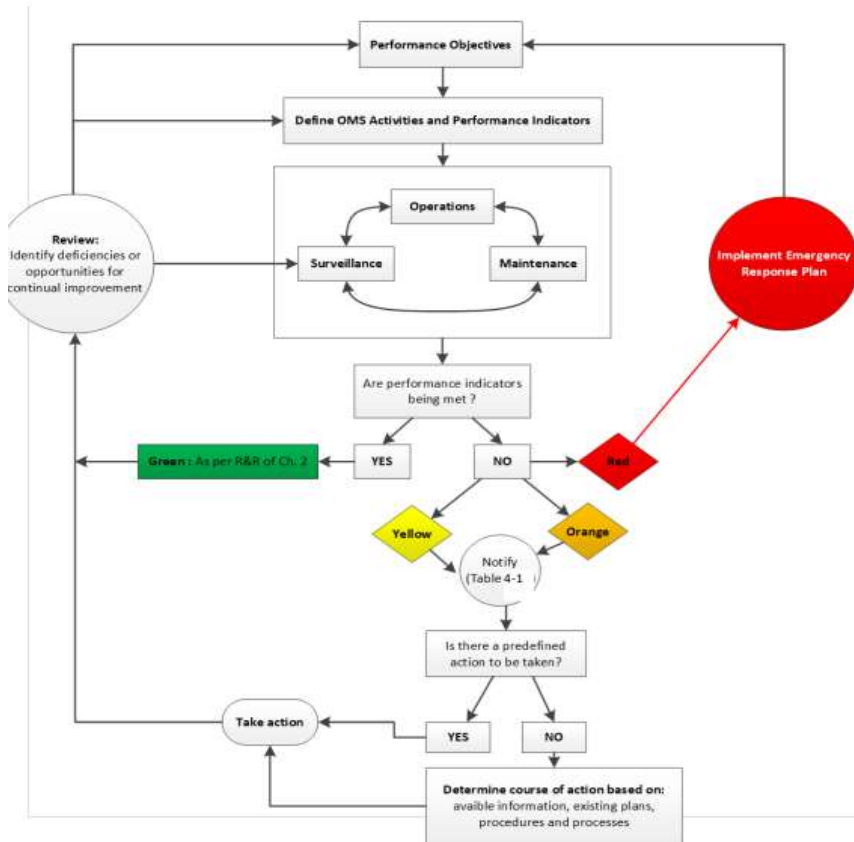 Performance Objectives
Define OMS Activities and Performance Indicators
Operations
Surveillance
Maintenance
Review:
Identify deficiencies or
opportunities for
continual improvement
Implement Emergency
Response Plan
Are performance indicators
being met ?
Green : As per R&R of Ch. 2
YES
NO
Red
Yellow
Orange
Notify
(Table 4-1 )
Is there a predefined
action to be taken?
Take action
YES
NO
Determine course of action based on:
avaible information, existing plans,
procedures and processes